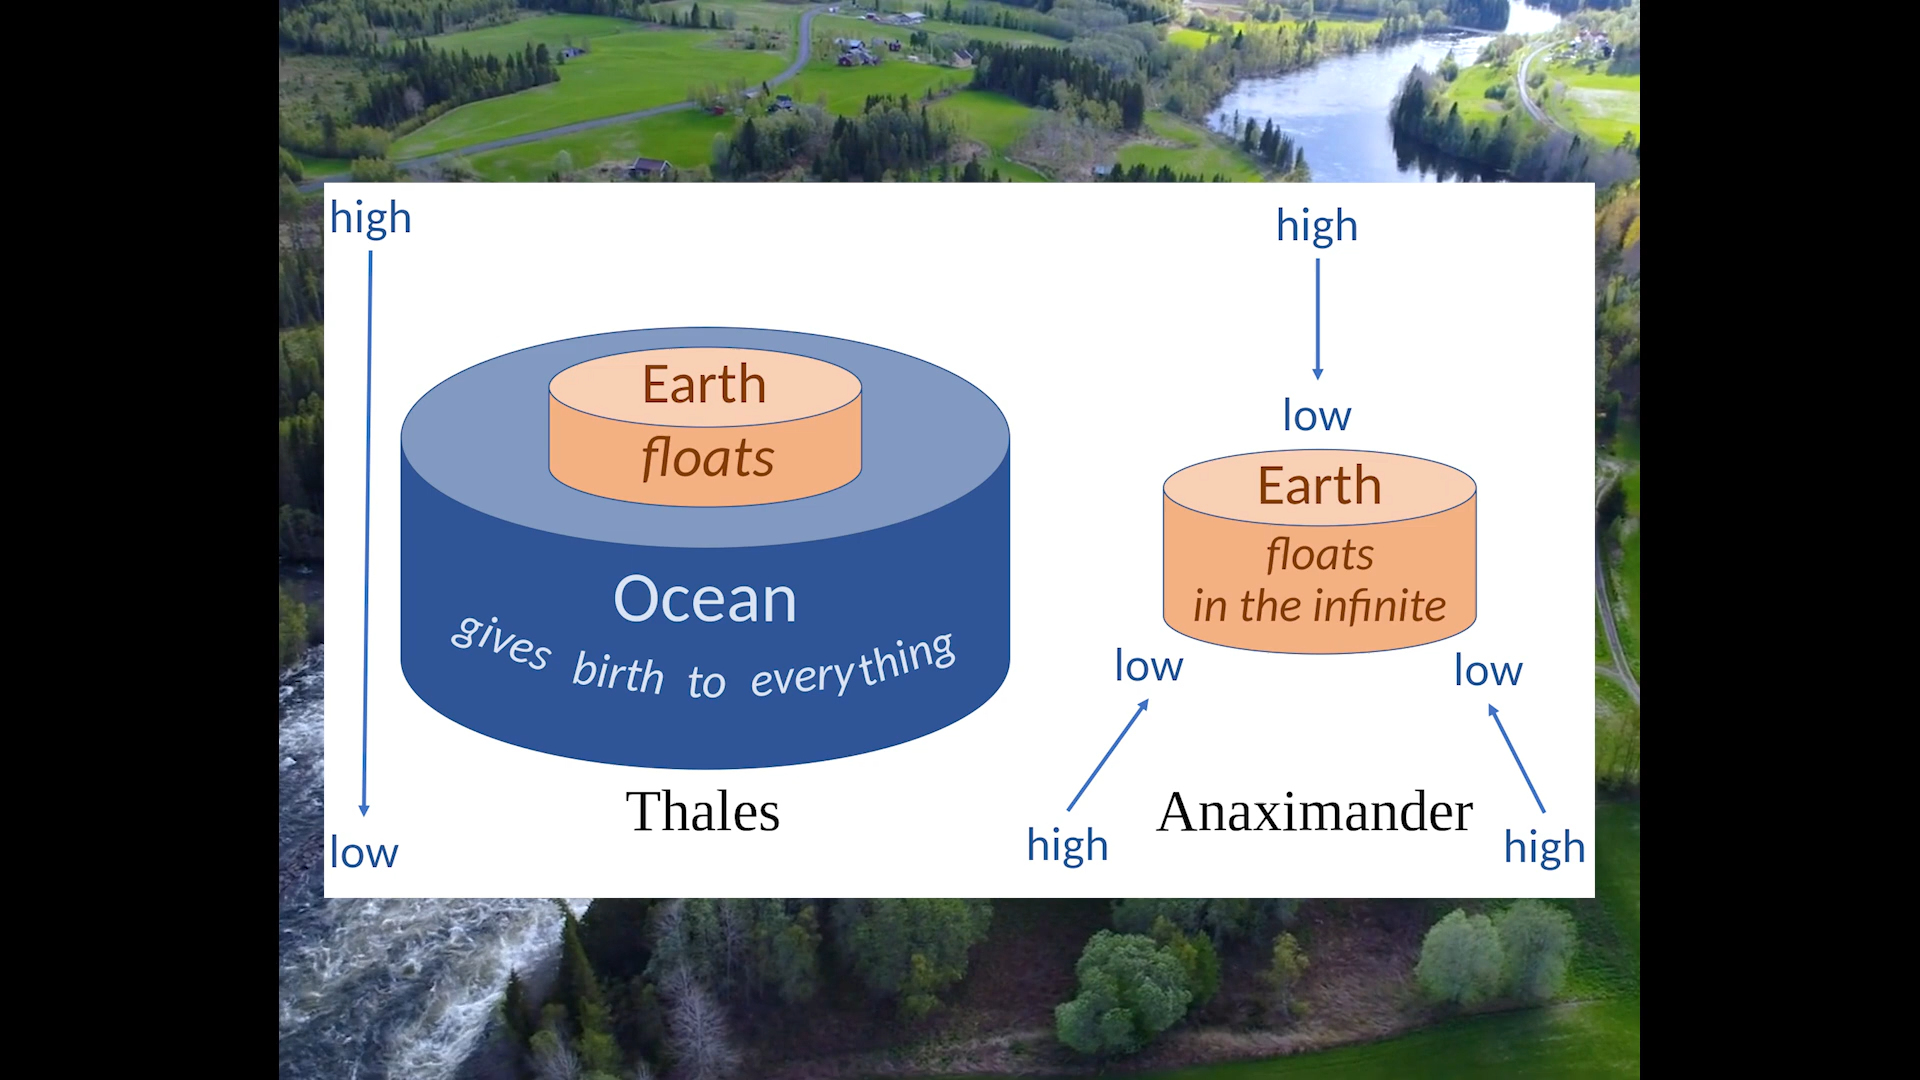 high
Earth
floats
Ocean
gives birth to everything
Thales
low
high
low
Earth
floats
in the infinite
low
low
high
high
Anaximander